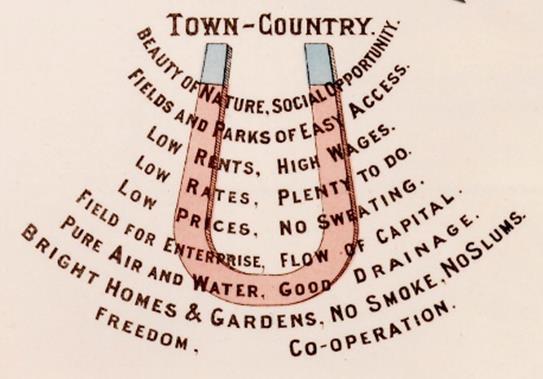 TOWN-COUNTRY.
BEAUTY OF NATURE, SOCIAL OPPORTUNITY.
FIELDS AND PARKS OF EASY ACCESS.
LOW RENTS, HIGH WAGES.
LOW RATES, PLENTY TO DO.
LOW PRICES, NO SWEATING.
FIELD FOR ENTERPRISE, FLOW OF CAPITAL.
PURE AIR AND WATER, GOOD DRAINAGE.
BRIGHT HOMES & GARDENS, NO SMOKE, NO SLUMS.
FREEDOM, CO-OPERATION.